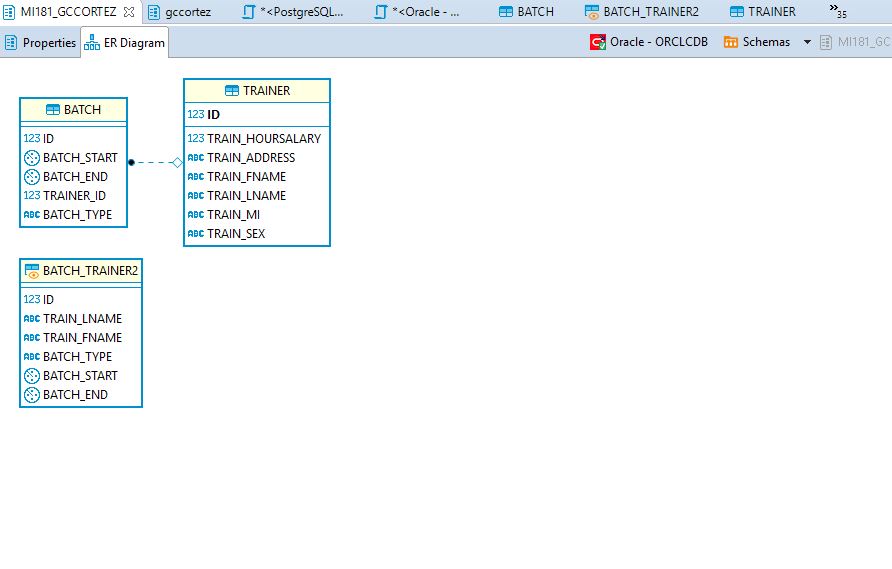 MI181_GCCORTEZ
gccortez
*<PostgreSQL...
*<Oracle - ...
BATCH
BATCH_TRAINER2
TRAINER
»35
Properties
ER Diagram
Oracle - ORCLCDB
Schemas
MI181_GC
TRAINER
123 ID
123 TRAIN_HOURSALARY
ABC TRAIN_ADDRESS
ABC TRAIN_FNAME
ABC TRAIN_LNAME
ABC TRAIN_MI
ABC TRAIN_SEX
BATCH
123 ID
BATCH_START
BATCH_END
123 TRAINER_ID
ABC BATCH_TYPE
BATCH_TRAINER2
123 ID
ABC TRAIN_LNAME
ABC TRAIN_FNAME
ABC BATCH_TYPE
BATCH_START
BATCH_END